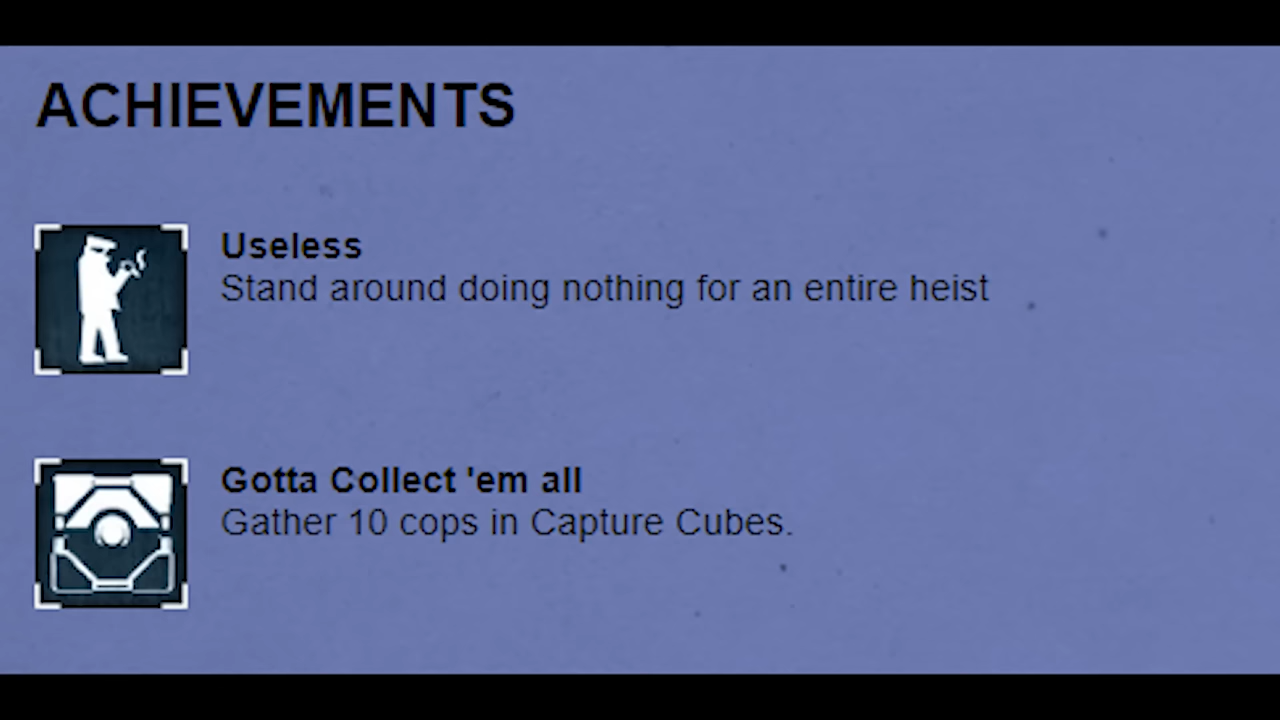 ACHIEVEMENTS
Useless
Stand around doing nothing for an entire heist
Gotta Collect 'em all
Gather 10 cops in Capture Cubes.